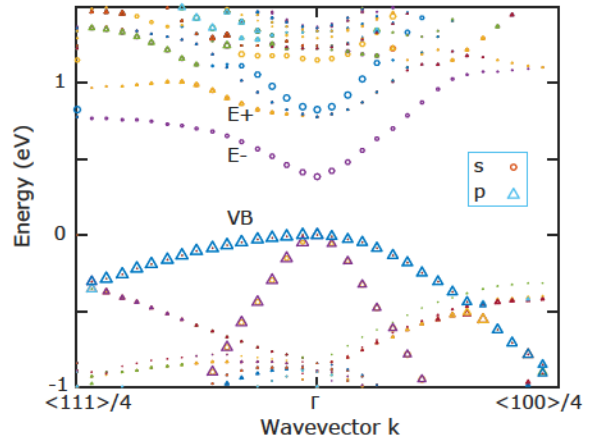 1
E+
E-
s
p
VB
0
-1
<111>/4
Γ
<100>/4
Energy (eV)
Wavevector k